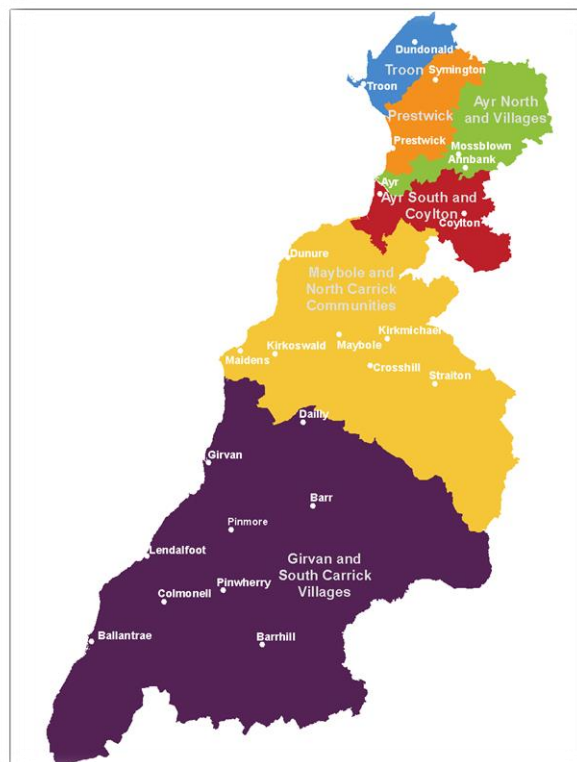 Dundonald
Troon
Symington
Troon
Ayr North
and Villages
Prestwick
Prestwick
Mossblown
Annbank
Ayr
Ayr South and
Coylton
Coylton
Dunure
Maybole and
North Carrick
Communities
Kirkmichael
Maybole
Kirkoswald
Maidens
Crosshill
Straiton
Dailly
Girvan
Barr
Pinmore
Lendalfoot
Girvan and
South Carrick
Villages
Pinwherry
Colmonell
Ballantrae
Barrhill